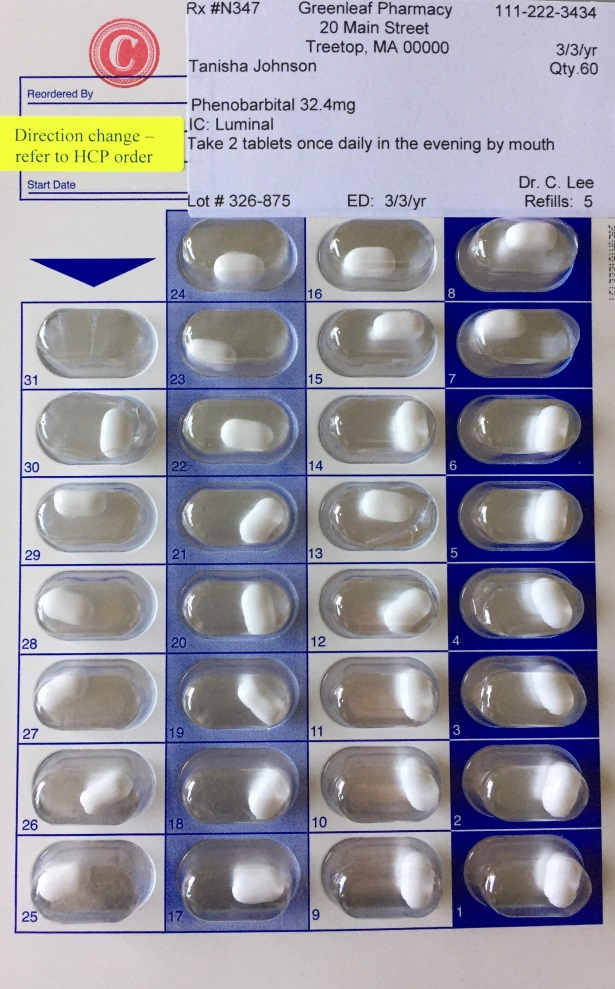 Rx #N347 Greenleaf Pharmacy 111-222-3434
20 Main Street
Treetop, MA 00000 3/3/yr
Tanisha Johnson Qty.60
Phenobarbital 32.4mg
IC: Luminal
Take 2 tablets once daily in the evening by mouth
Dr. C. Lee
Lot # 326-875 ED: 3/3/yr Refills: 5
C
Reordered By
Direction change –
refer to HCP order
Start Date
24 16 8
31 23 15 7
30 22 14 6
29 21 13 5
28 20 12 4
27 19 11 3
26 18 10 2
25 17 9 1